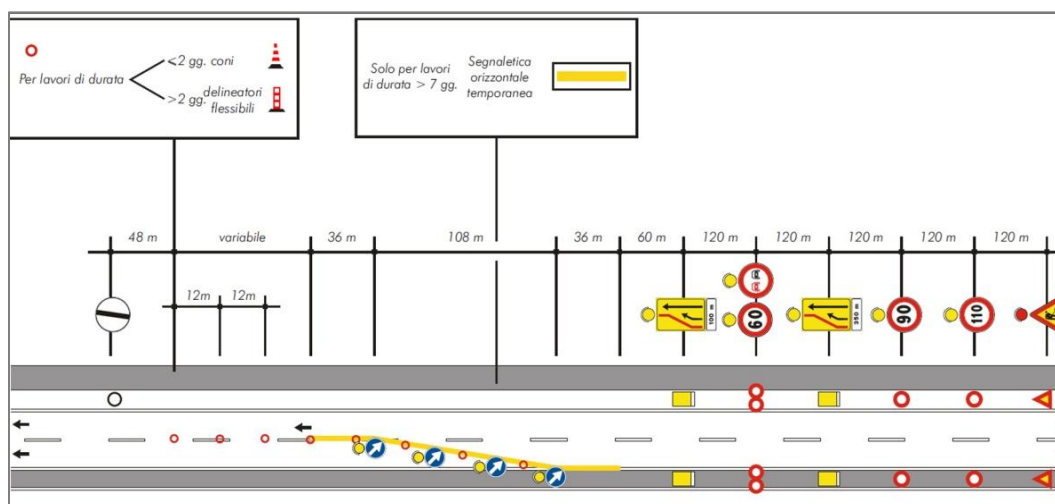 Per lavori di durata
<2 gg. coni
>2 gg. delineatori
flessibili
Solo per lavori
di durata > 7 gg.
Segnaletica
orizzontale
temporanea
48 m
variabile
36 m
108 m
36 m
60 m
120 m
120 m
120 m
120 m
120 m
12m
12m
100 m
60
350 m
90
110